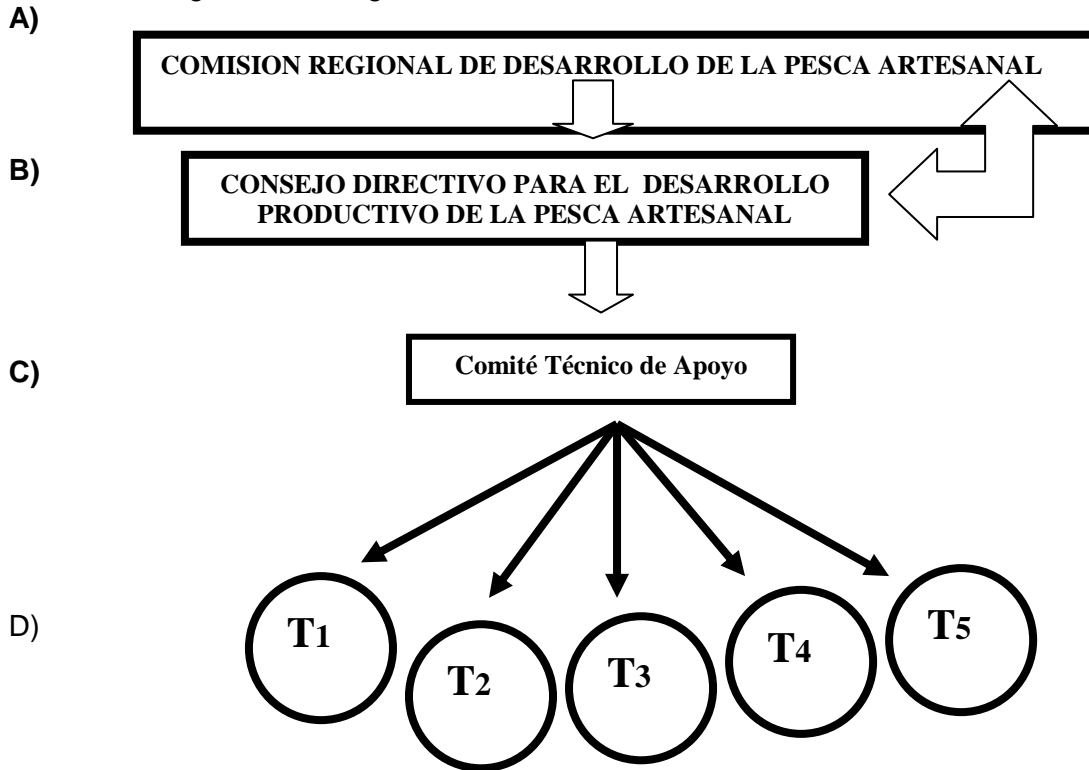 A)
COMISION REGIONAL DE DESARROLLO DE LA PESCA ARTESANAL
B)
CONSEJO DIRECTIVO PARA EL DESARROLLO
PRODUCTIVO DE LA PESCA ARTESANAL
C)
Comité Técnico de Apoyo
D)
T1
T2
T3
T4
T5